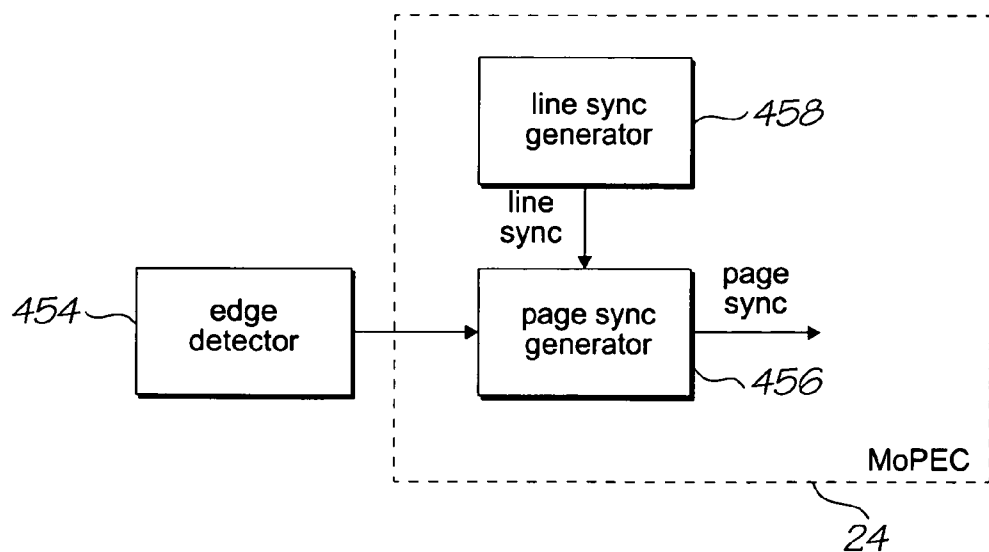 line sync
generator
458
line
sync
454
edge
detector
page sync
generator
page
sync
456
MoPEC
24